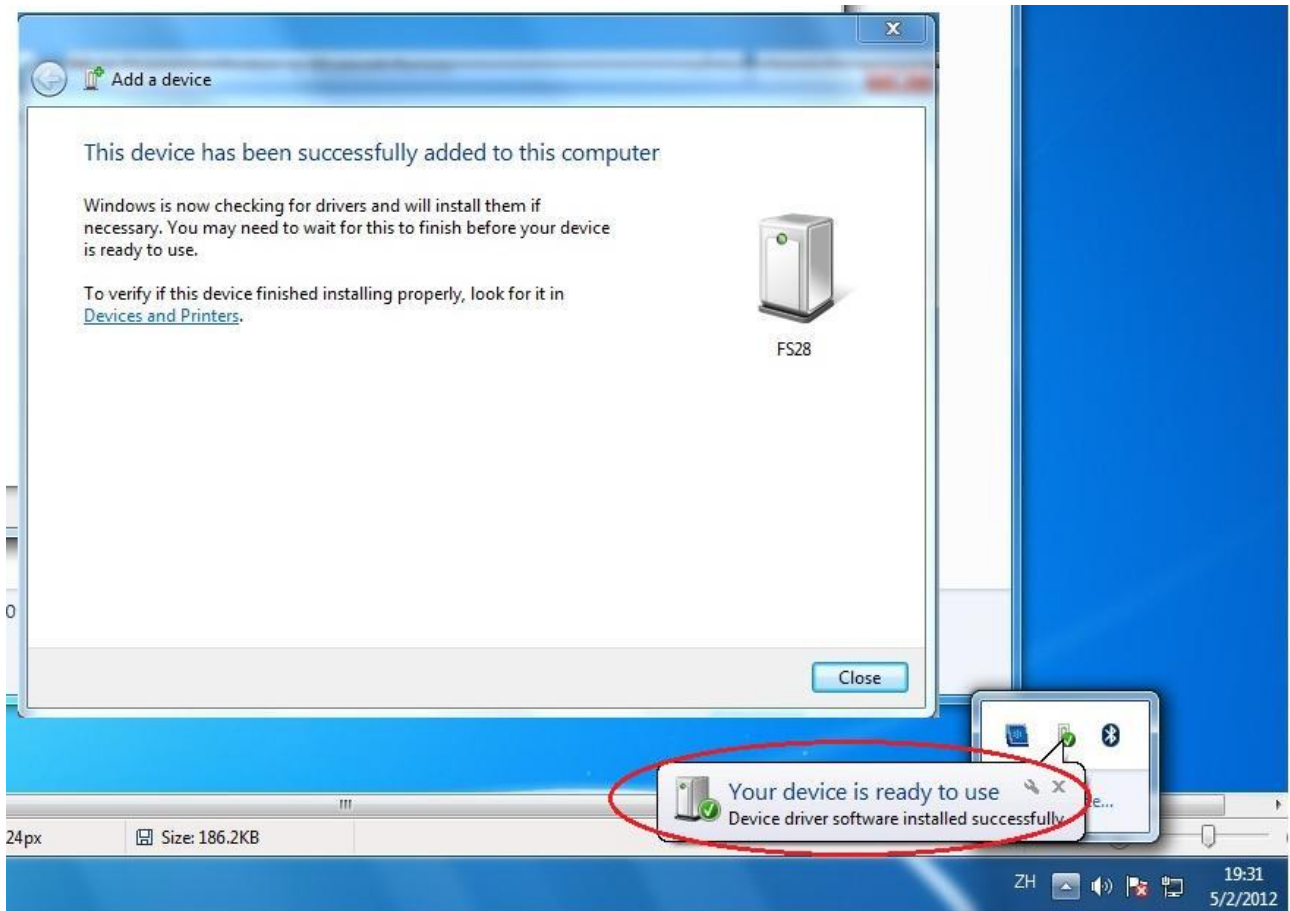 Add a device
This device has been successfully added to this computer
Windows is now checking for drivers and will install them if
necessary. You may need to wait for this to finish before your device
is ready to use.
To verify if this device finished installing properly, look for it in
Devices and Printers.
FS28
Close
Your device is ready to use
Device driver software installed successfully
e...
24px
Size: 186.2KB
ZH
19:31
5/2/2012